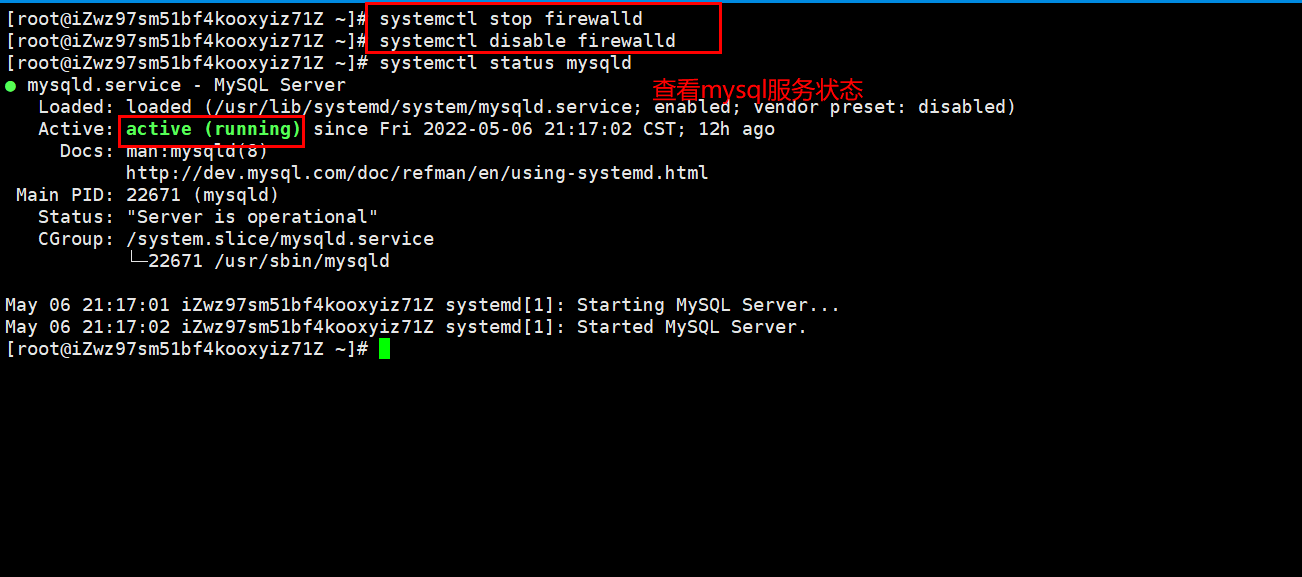 [root@iZwz97sm51bf4kooxyiz71Z ~]# systemctl stop firewalld
[root@iZwz97sm51bf4kooxyiz71Z ~]# systemctl disable firewalld
[root@iZwz97sm51bf4kooxyiz71Z ~]# systemctl status mysqld
● mysqld.service - MySQL Server
查看mysql服务状态
Loaded: loaded (/usr/lib/systemd/system/mysqld.service; enabled; vendor preset: disabled)
Active: active (running) since Fri 2022-05-06 21:17:02 CST; 12h ago
Docs: man:mysqld(8)
http://dev.mysql.com/doc/refman/en/using-systemd.html
Main PID: 22671 (mysqld)
Status: "Server is operational"
CGroup: /system.slice/mysqld.service
└─22671 /usr/sbin/mysqld
May 06 21:17:01 iZwz97sm51bf4kooxyiz71Z systemd[1]: Starting MySQL Server...
May 06 21:17:02 iZwz97sm51bf4kooxyiz71Z systemd[1]: Started MySQL Server.
[root@iZwz97sm51bf4kooxyiz71Z ~]#